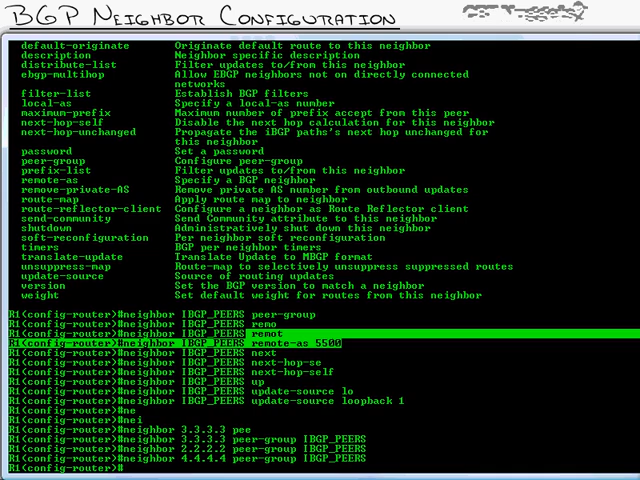 BGP NEIGHBOR CONFIGURATION
default-originate Originate default route to this neighbor
description Neighbor specific description
distribute-list Filter updates to/from this neighbor
ebgp-multihop Allow EBGP neighbors not on directly connected
networks
filter-list Establish BGP filters
local-as Specify a local-as number
maximum-prefix Maximum number of prefix accept from this peer
next-hop-self Disable the next hop calculation for this neighbor
next-hop-unchanged Propagate the iBGP paths's next hop unchanged for
this neighbor
password Set a password
peer-group Configure peer-group
prefix-list Filter updates to/from this neighbor
remote-as Specify a BGP neighbor
remove-private-AS Remove private AS number from outbound updates
route-map Apply route map to neighbor
route-reflector-client Configure a neighbor as Route Reflector client
send-community Send Community attribute to this neighbor
shutdown Administratively shut down this neighbor
soft-reconfiguration Per neighbor soft reconfiguration
timers BGP per neighbor timers
translate-update Translate Update to MBGP format
unsuppress-map Route-map to selectively unsuppress suppressed routes
update-source Source of routing updates
version Set the BGP version to match a neighbor
weight Set default weight for routes from this neighbor
R1(config-router)#neighbor IBGP_PEERS peer-group
R1(config-router)#neighbor IBGP_PEERS remo
R1(config-router)#neighbor IBGP_PEERS remot
R1(config-router)#neighbor IBGP_PEERS remote-as 5500
R1(config-router)#neighbor IBGP_PEERS next
R1(config-router)#neighbor IBGP_PEERS next-hop-se
R1(config-router)#neighbor IBGP_PEERS next-hop-self
R1(config-router)#neighbor IBGP_PEERS up
R1(config-router)#neighbor IBGP_PEERS update-source lo
R1(config-router)#neighbor IBGP_PEERS update-source loopback 1
R1(config-router)#ne
R1(config-router)#nei
R1(config-router)#neighbor 3.3.3.3 pee
R1(config-router)#neighbor 3.3.3.3 peer-group IBGP_PEERS
R1(config-router)#neighbor 2.2.2.2 peer-group IBGP_PEERS
R1(config-router)#neighbor 4.4.4.4 peer-group IBGP_PEERS
R1(config-router)#